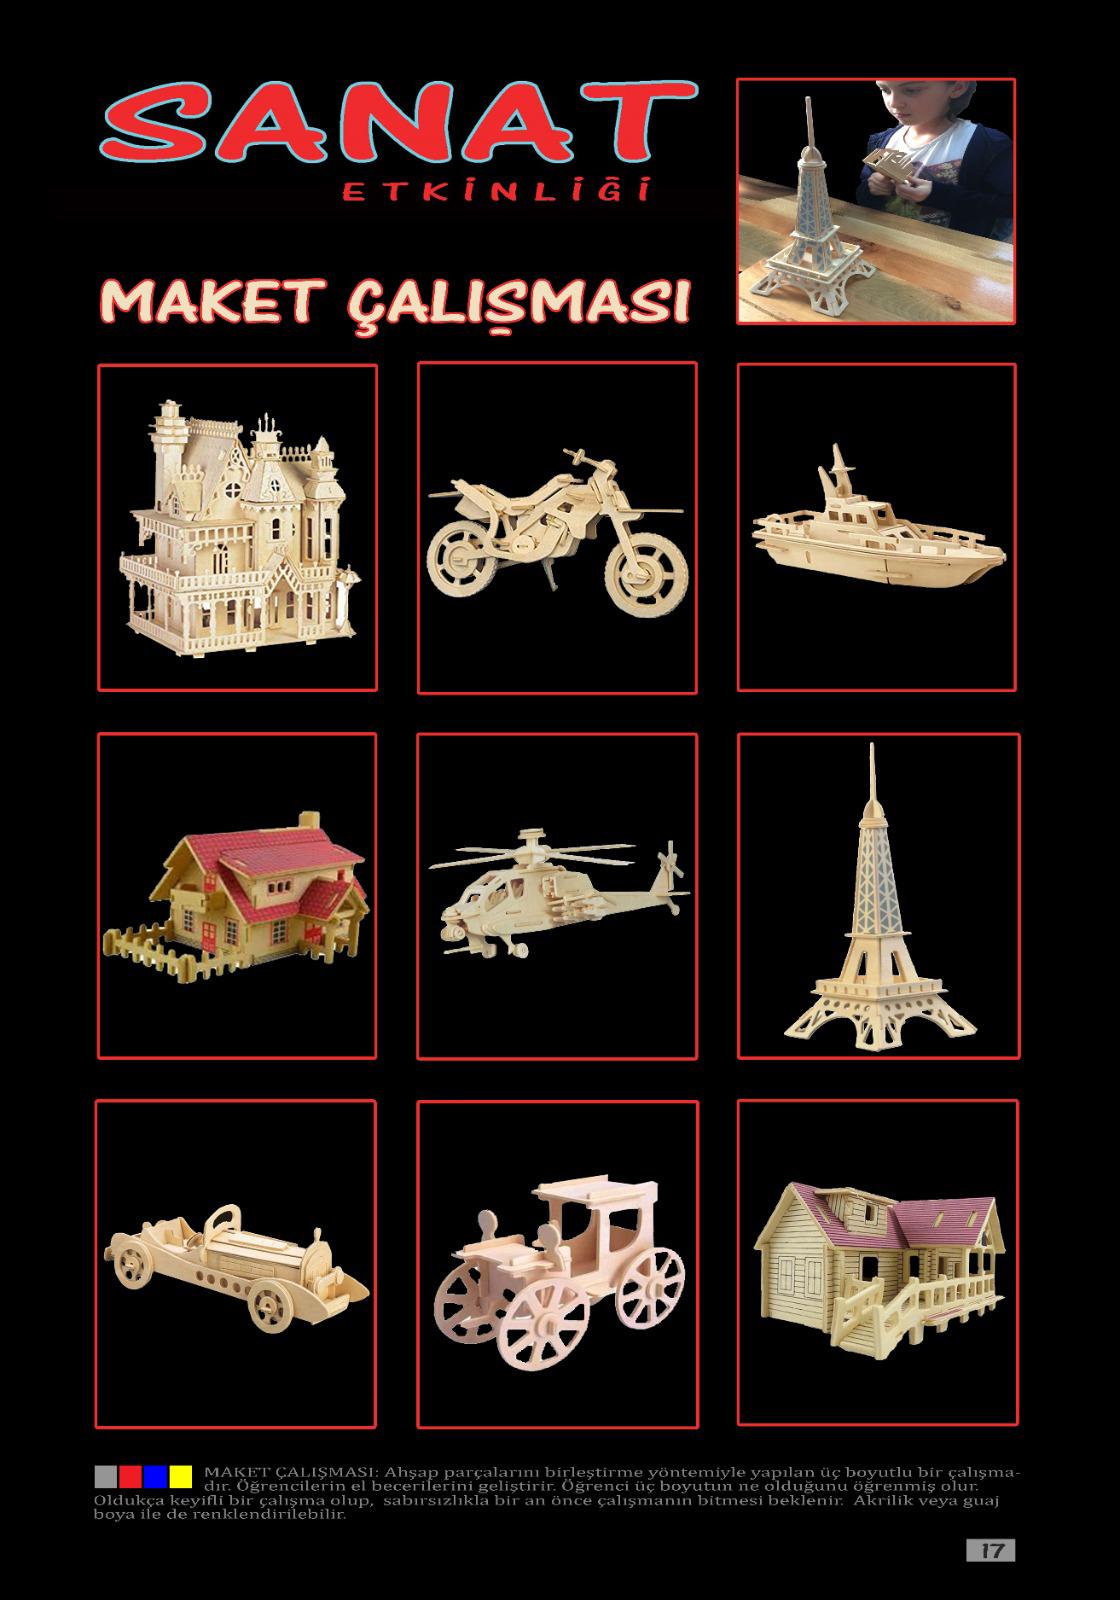 SANAT
ETKİNLİĞİ
MAKET ÇALIŞMASI
MAKET ÇALIŞMASI: Ahşap parçalarını birleştirme yöntemiyle yapılan üç boyutlu bir çalışma-
dır. Öğrencilerin el becerilerini geliştirir. Öğrenci üç boyutun ne olduğunu öğrenmiş olur.
Oldukça keyifli bir çalışma olup, sabırsızlıkla bir an önce çalışmanın bitmesi beklenir. Akrilik veya guaj
boya ile de renklendirilebilir.
17